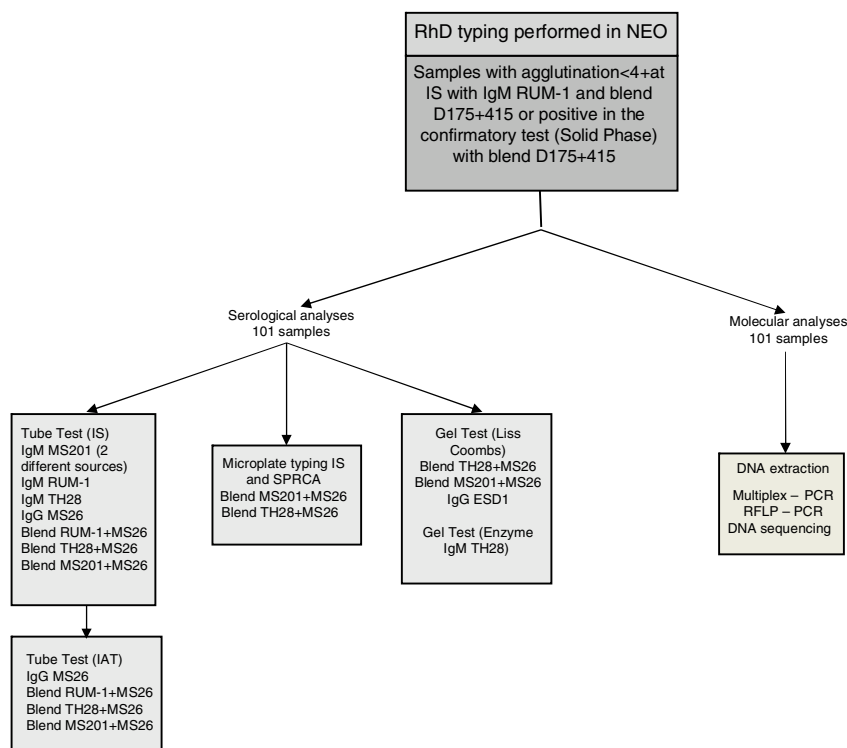 RhD typing performed in NEO
Samples with agglutination<4+at
IS with IgM RUM-1 and blend
D175+415 or positive in the
confirmatory test (Solid Phase)
with blend D175+415
Serological analyses
101 samples
Molecular analyses
101 samples
Tube Test (IS)
IgM MS201 (2
different sources)
IgM RUM-1
IgM TH28
IgG MS26
Blend RUM-1+MS26
Blend TH28+MS26
Blend MS201+MS26
Microplate typing IS
and SPRCA
Blend MS201+MS26
Blend TH28+MS26
Gel Test (Liss
Coombs)
Blend TH28+MS26
Blend MS201+MS26
IgG ESD1
Gel Test (Enzyme
IgM TH28)
DNA extraction
Multiplex – PCR
RFLP – PCR
DNA sequencing
Tube Test (IAT)
IgG MS26
Blend RUM-1+MS26
Blend TH28+MS26
Blend MS201+MS26